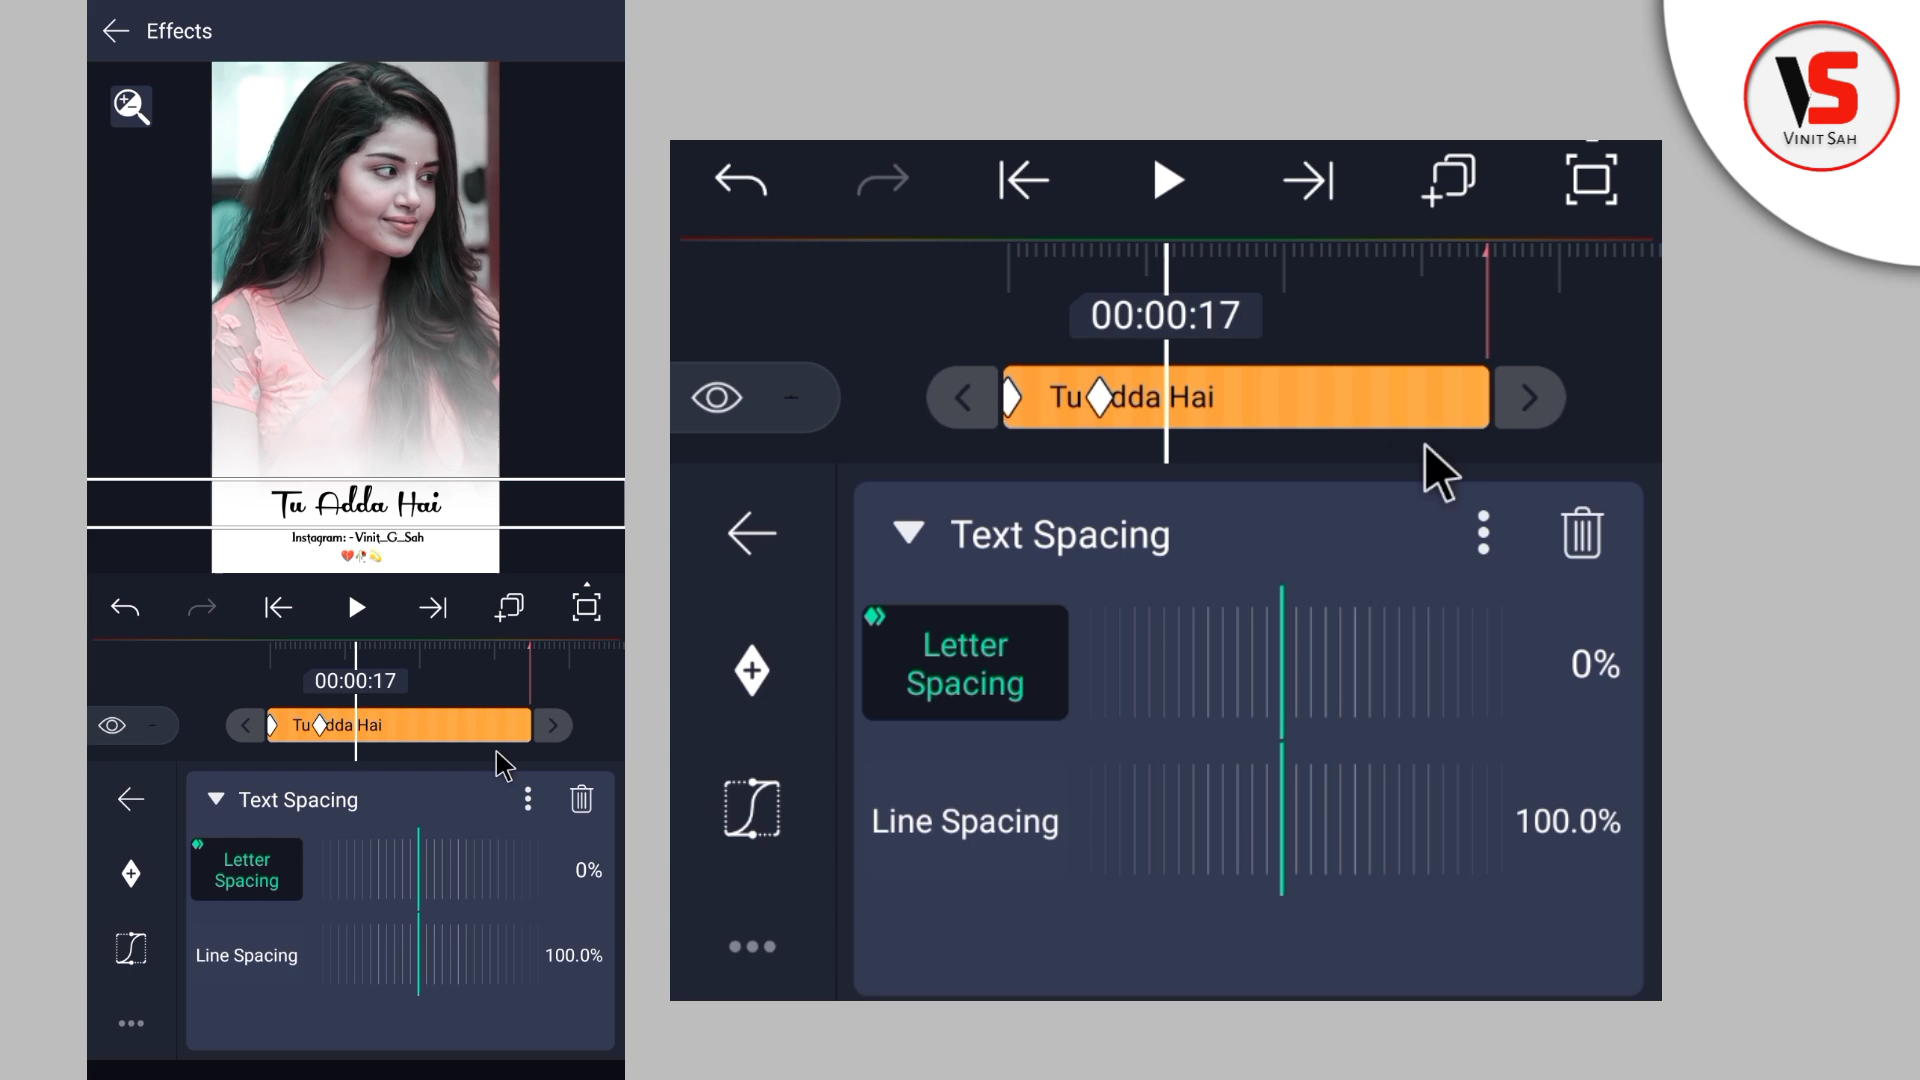 Effects
Tu Adda Hai
Instagram: -Vinit_G_Sah
00:00:17
Tu dda Hai
Text Spacing
Letter
Spacing
0%
Line Spacing
100.0%
00:00:17
Tu dda Hai
Text Spacing
Letter
Spacing
0%
Line Spacing
100.0%
VS
VINIT SAH